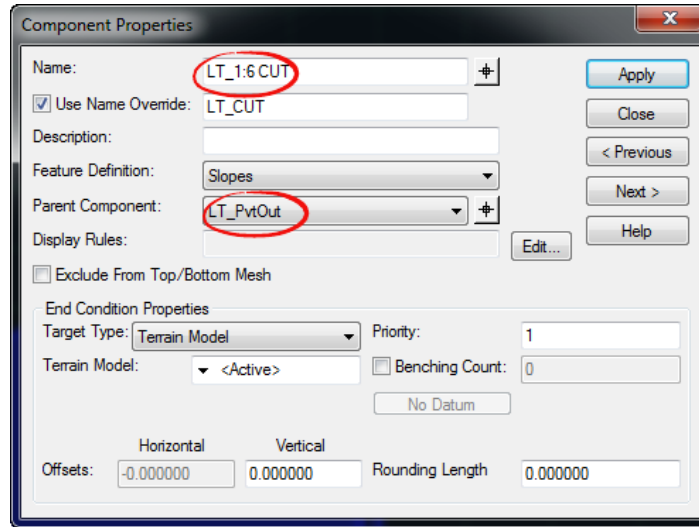 Component Properties
Name: LT_1:6 CUT
Apply
Use Name Override: LT_CUT
Close
Description:
< Previous
Feature Definition: Slopes
Next >
Parent Component: LT_PvtOut
Help
Display Rules: Edit...
Exclude From Top/Bottom Mesh
End Condition Properties
Target Type: Terrain Model Priority: 1
Terrain Model: <Active> Benching Count: 0
No Datum
Horizontal Vertical
Offsets: -0.000000 0.000000 Rounding Length 0.000000